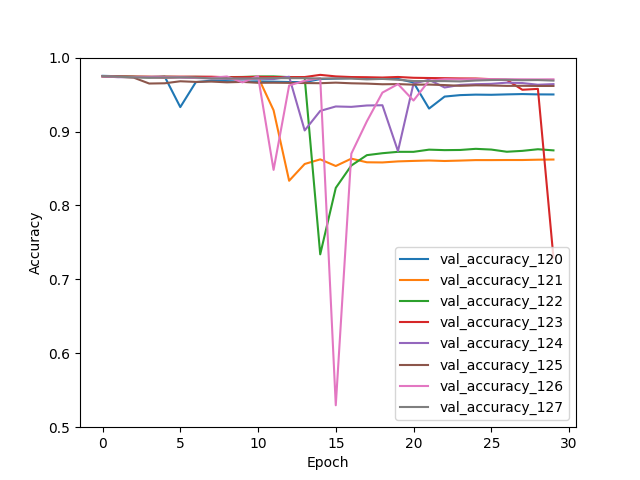 1.0
0.9
0.8
0.7
0.6
0.5
Accuracy
0
5
10
15
20
25
30
Epoch
val_accuracy_120
val_accuracy_121
val_accuracy_122
val_accuracy_123
val_accuracy_124
val_accuracy_125
val_accuracy_126
val_accuracy_127